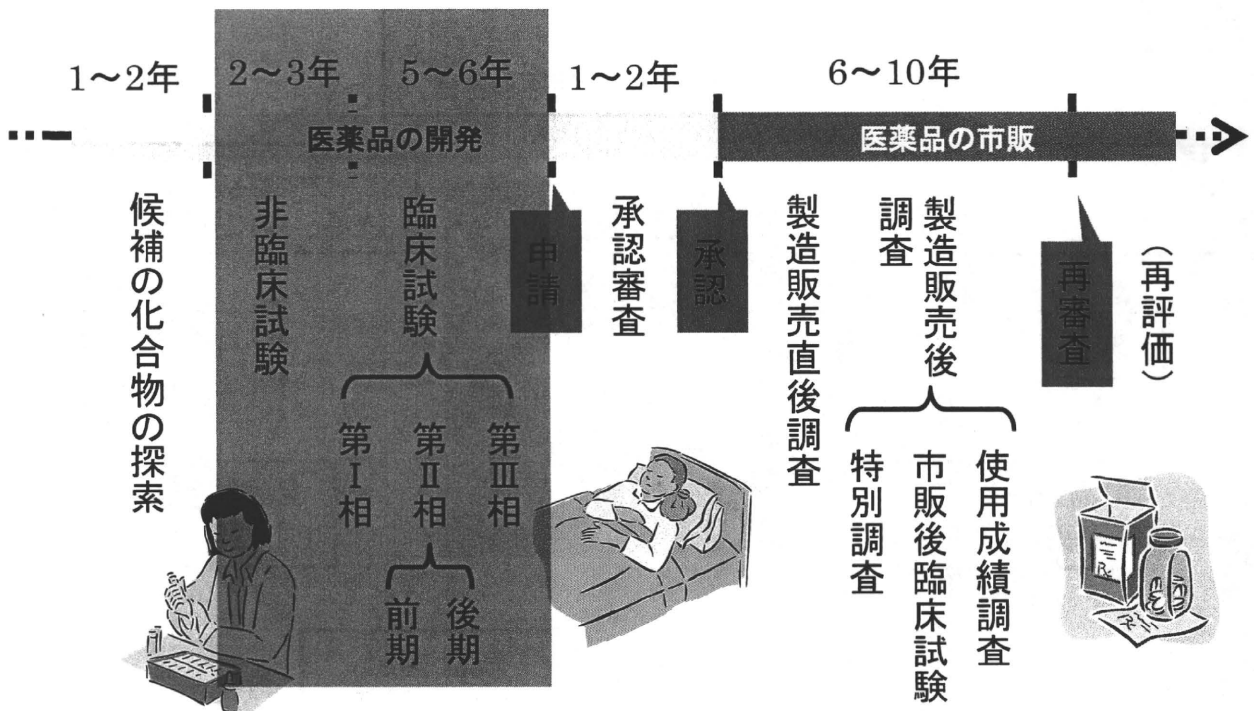 1～2年
2～3年
5～6年
1～2年
6～10年
医薬品の開発
医薬品の市販
候補の化合物の探索
非臨床試験
臨床試験
第Ⅰ相
第Ⅱ相
前期
後期
第Ⅲ相
申請
承認審査
承認
製造販売直後調査
製造販売後
調査
特別調査
市販後臨床試験
使用成績調査
再審査
（再評価）